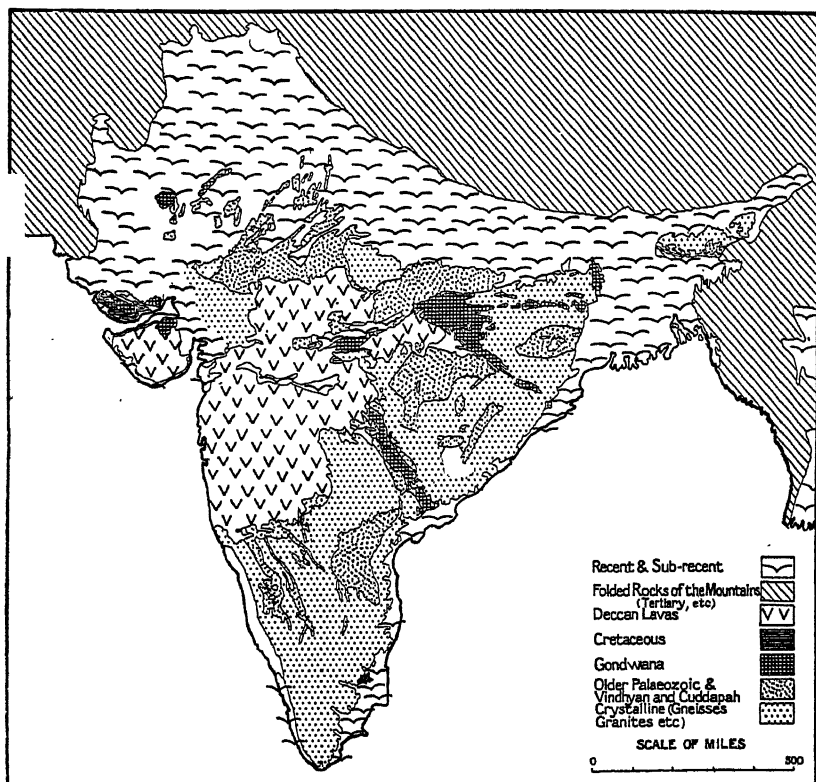 Recent & Sub-recent
Folded Rocks of the Mountains
(Tertiary, etc)
Deccan Lavas
Cretaceous
Gondwana
Older Palaeozoic &
Vindhyan and Cuddapah
Crystalline (Gneisses
Granites etc)
SCALE OF MILES
0 300